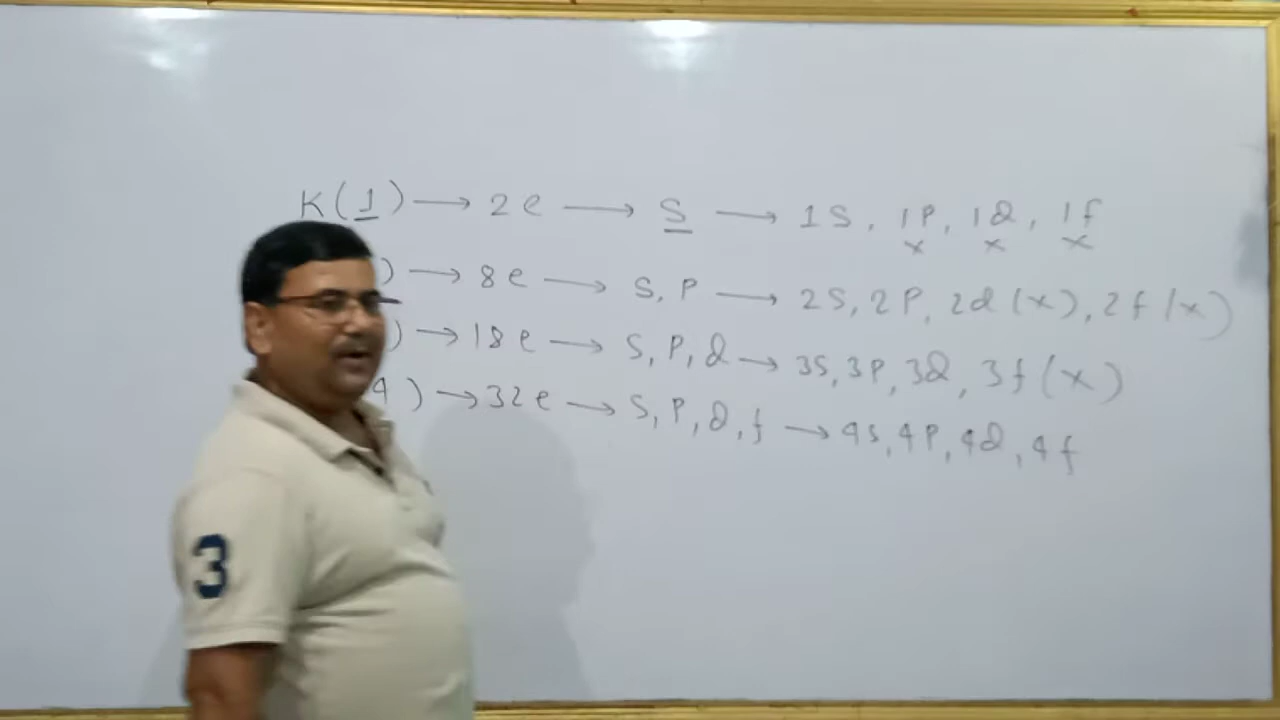 K(1) → 2e → S → 1S, 1P, 1d, 1f
x x x
) → 8e → S, P → 2S, 2P, 2d(x), 2f(x)
) → 18e → S, P, d → 3S, 3P, 3d, 3f(x)
4) → 32e → S, P, d, f → 4S, 4P, 4d, 4f
3